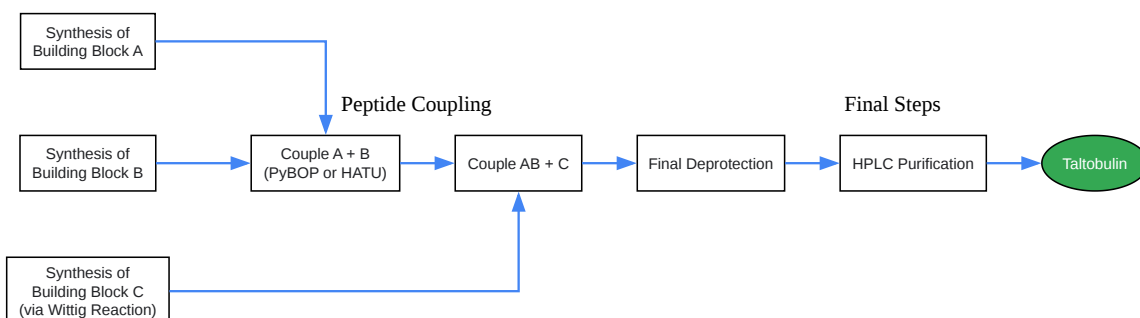 Synthesis of
Building Block A
Peptide Coupling
Final Steps
Synthesis of
Building Block B
Couple A + B
(PyBOP or HATU)
Couple AB + C
Final Deprotection
HPLC Purification
Taltobulin
Synthesis of
Building Block C
(via Wittig Reaction)